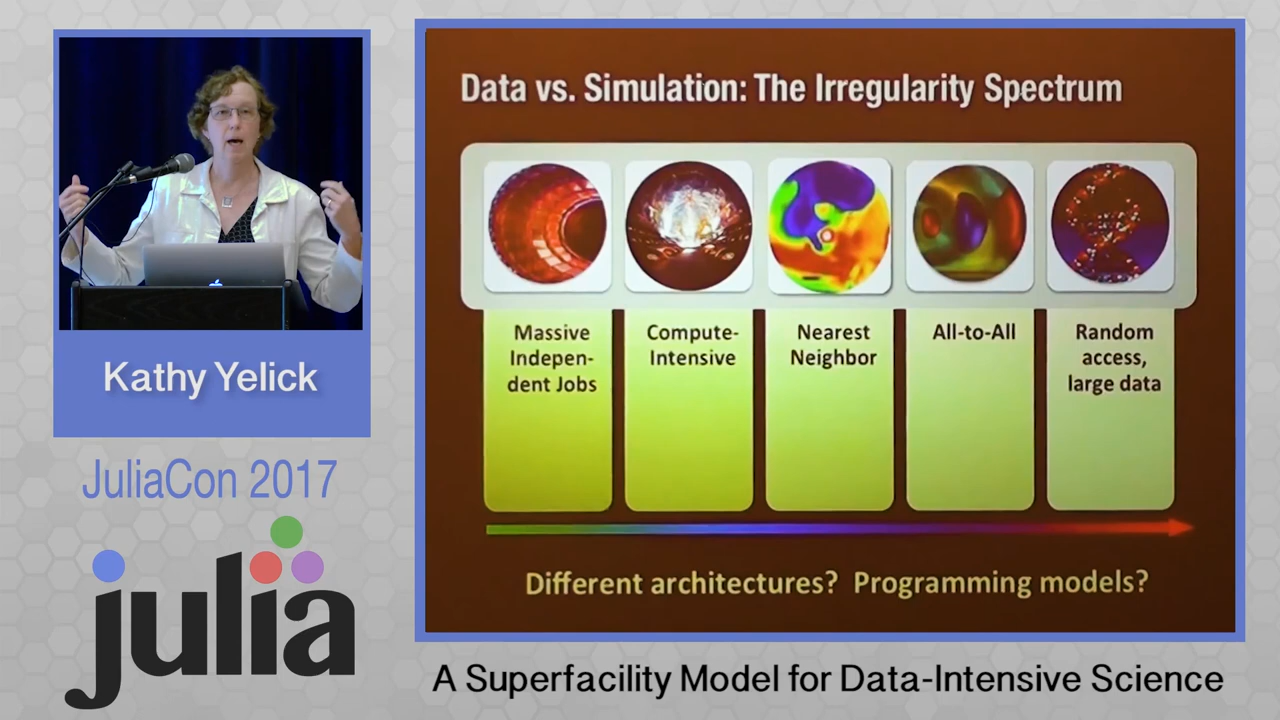 Kathy Yelick
JuliaCon 2017
julia
Data vs. Simulation: The Irregularity Spectrum
Massive
Indepen-
dent Jobs
Compute-
Intensive
Nearest
Neighbor
All-to-All
Random
access,
large data
Different architectures? Programming models?
A Superfacility Model for Data-Intensive Science